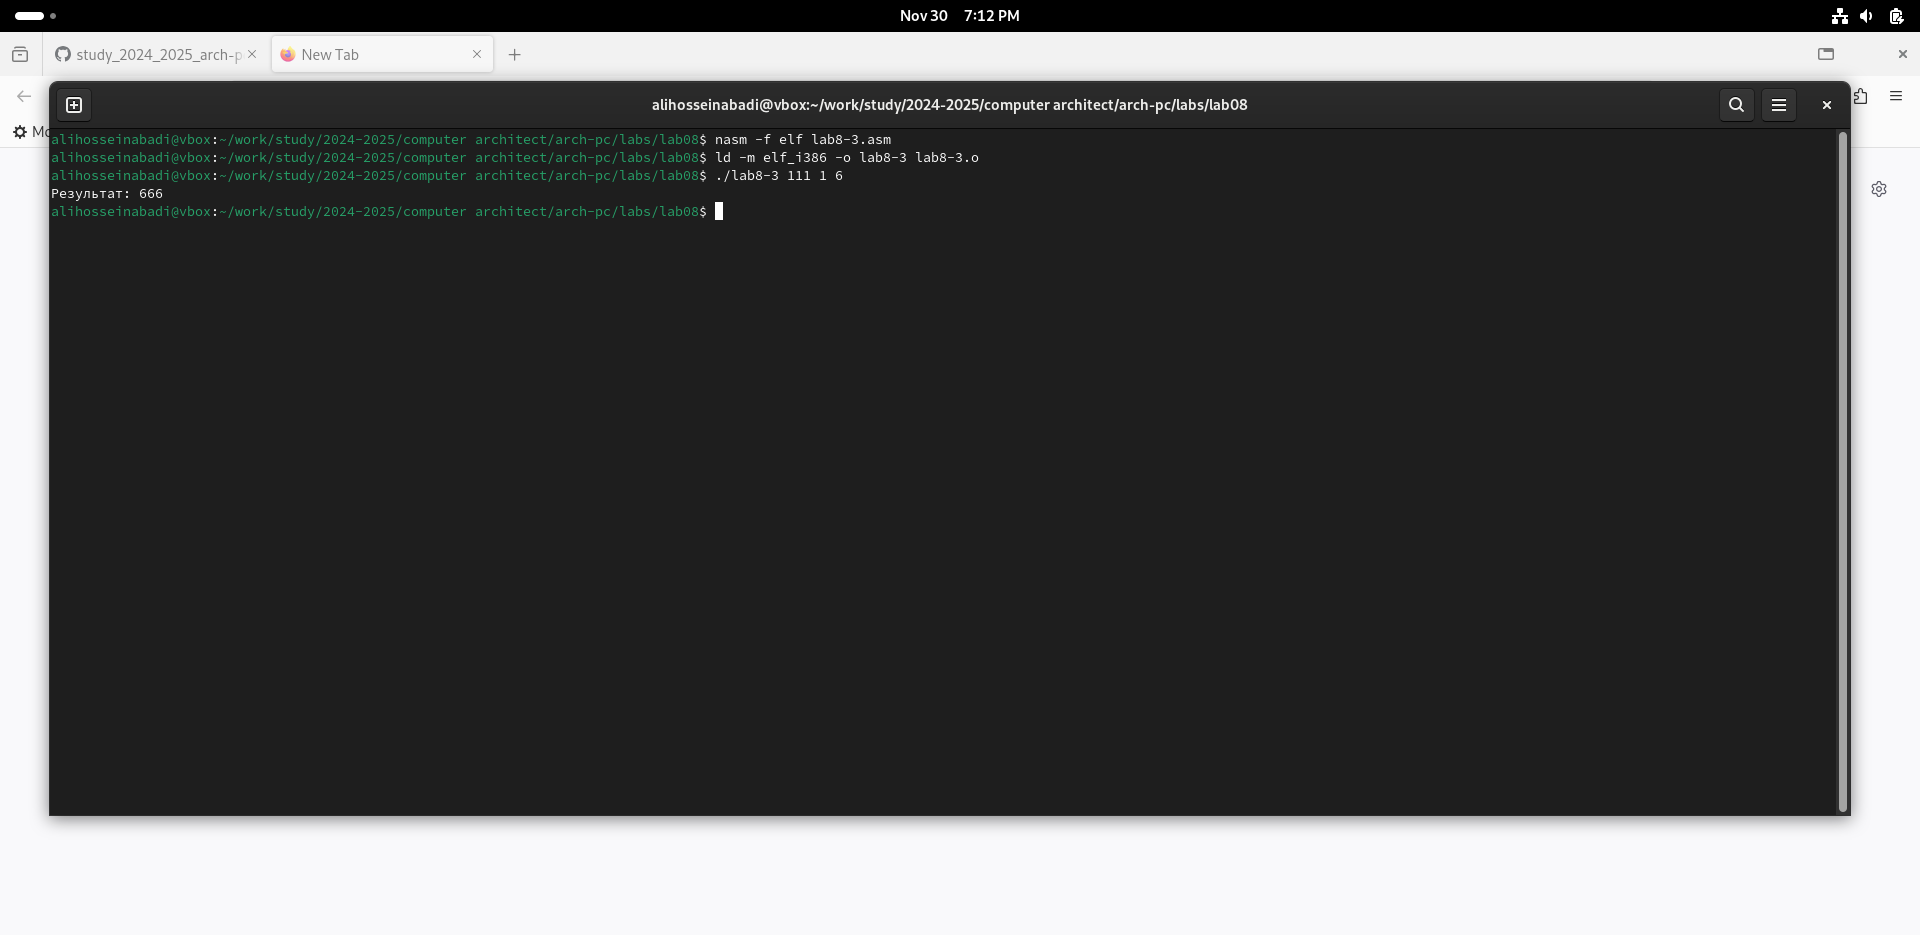 Nov 30 7:12 PM
study_2024_2025_arch-p
New Tab
alihosseinabadi@vbox:~/work/study/2024-2025/computer architect/arch-pc/labs/lab08
alihosseinabadi@vbox:~/work/study/2024-2025/computer architect/arch-pc/labs/lab08$ nasm -f elf lab8-3.asm
alihosseinabadi@vbox:~/work/study/2024-2025/computer architect/arch-pc/labs/lab08$ ld -m elf_i386 -o lab8-3 lab8-3.o
alihosseinabadi@vbox:~/work/study/2024-2025/computer architect/arch-pc/labs/lab08$ ./lab8-3 111 1 6
Результат: 666
alihosseinabadi@vbox:~/work/study/2024-2025/computer architect/arch-pc/labs/lab08$